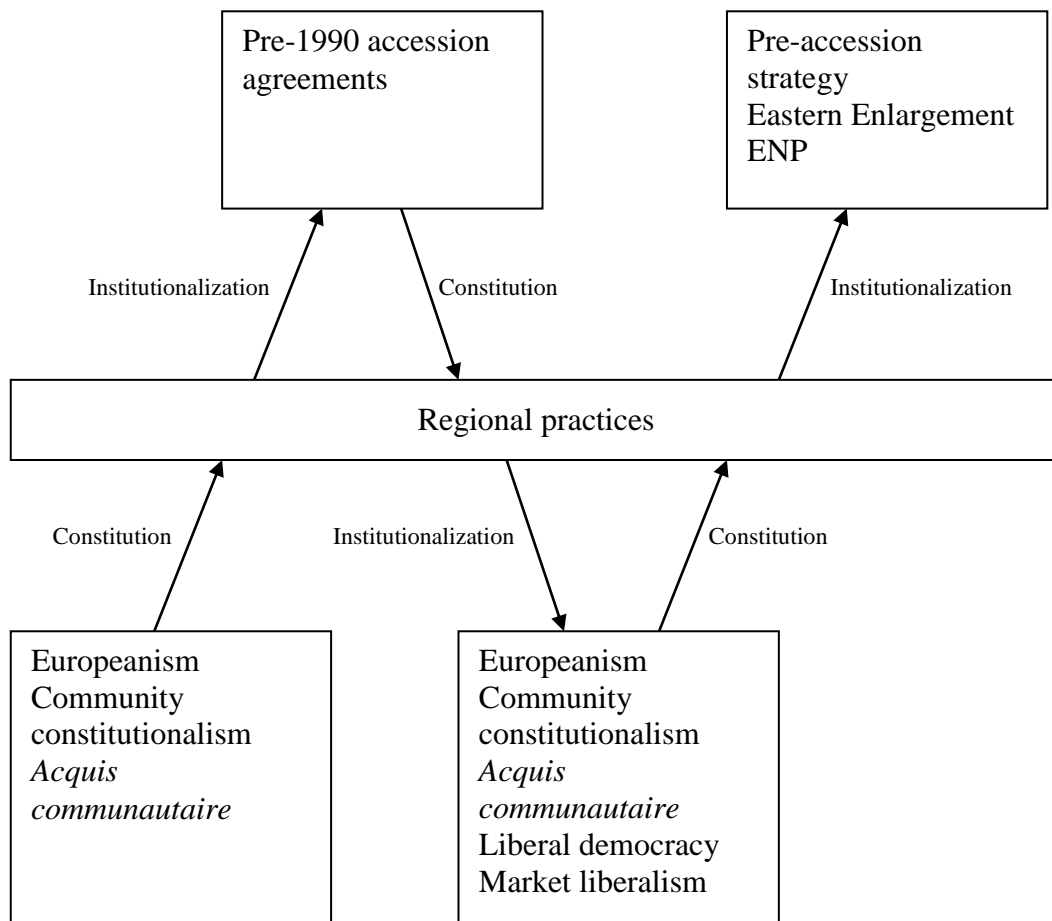 Pre-1990 accession
agreements
Pre-accession
strategy
Eastern Enlargement
ENP
Institutionalization
Constitution
Institutionalization
Regional practices
Constitution
Institutionalization
Constitution
Europeanism
Community
constitutionalism
Acquis
communautaire
Europeanism
Community
constitutionalism
Acquis
communautaire
Liberal democracy
Market liberalism